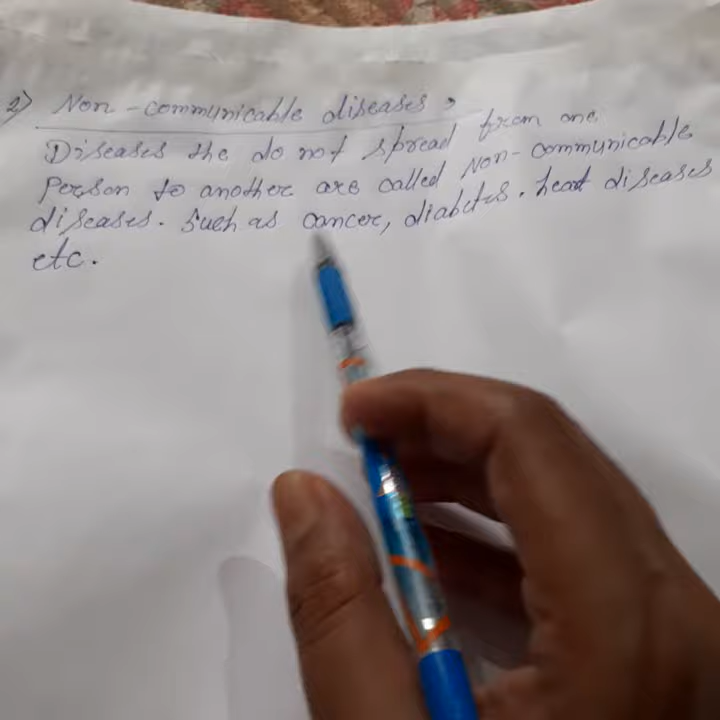 2) Non-communicable diseases,
Diseases the do not spread from one
Person to another are called Non-communicable
diseases. Such as cancer, diabetes. heat diseases
etc.